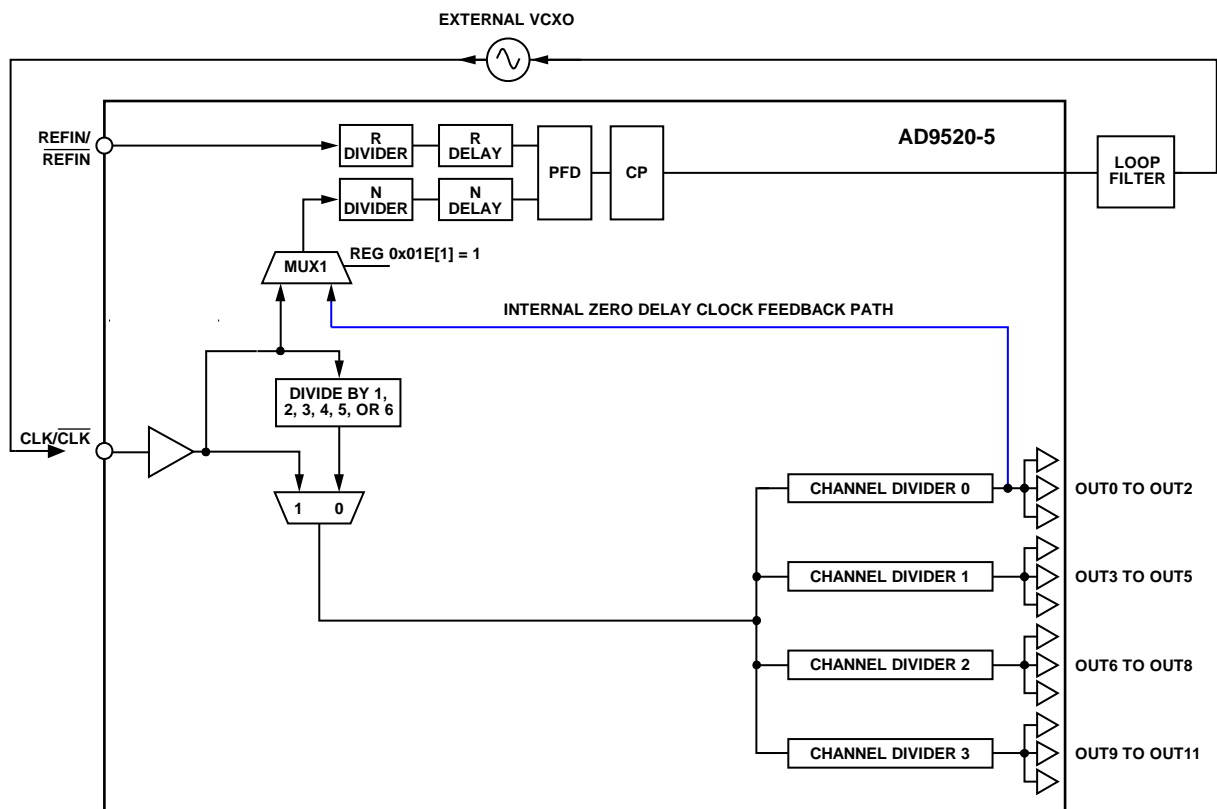 EXTERNAL VCXO
REFIN/
REFIN
AD9520-5
R
DIVIDER
R
DELAY
PFD
CP
LOOP
FILTER
N
DIVIDER
N
DELAY
MUX1
REG 0x01E[1] = 1
INTERNAL ZERO DELAY CLOCK FEEDBACK PATH
DIVIDE BY 1,
2, 3, 4, 5, OR 6
CLK/CLK
1 0
CHANNEL DIVIDER 0
OUT0 TO OUT2
CHANNEL DIVIDER 1
OUT3 TO OUT5
CHANNEL DIVIDER 2
OUT6 TO OUT8
CHANNEL DIVIDER 3
OUT9 TO OUT11